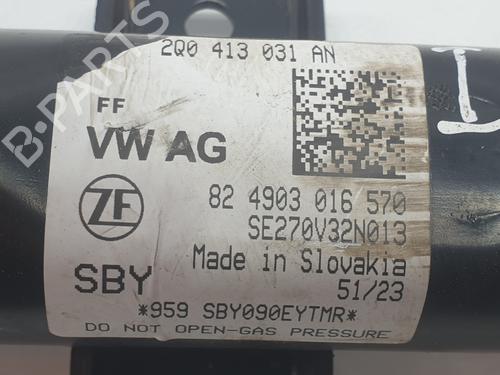 2Q0 413 031 AN
FF
VW AG
ZF
82 4903 016 570
SE270V32N013
Made in Slovakia
SBY
51/23
*959 SBY090EYTMR*
DO NOT OPEN-GAS PRESSURE
B-PARTS